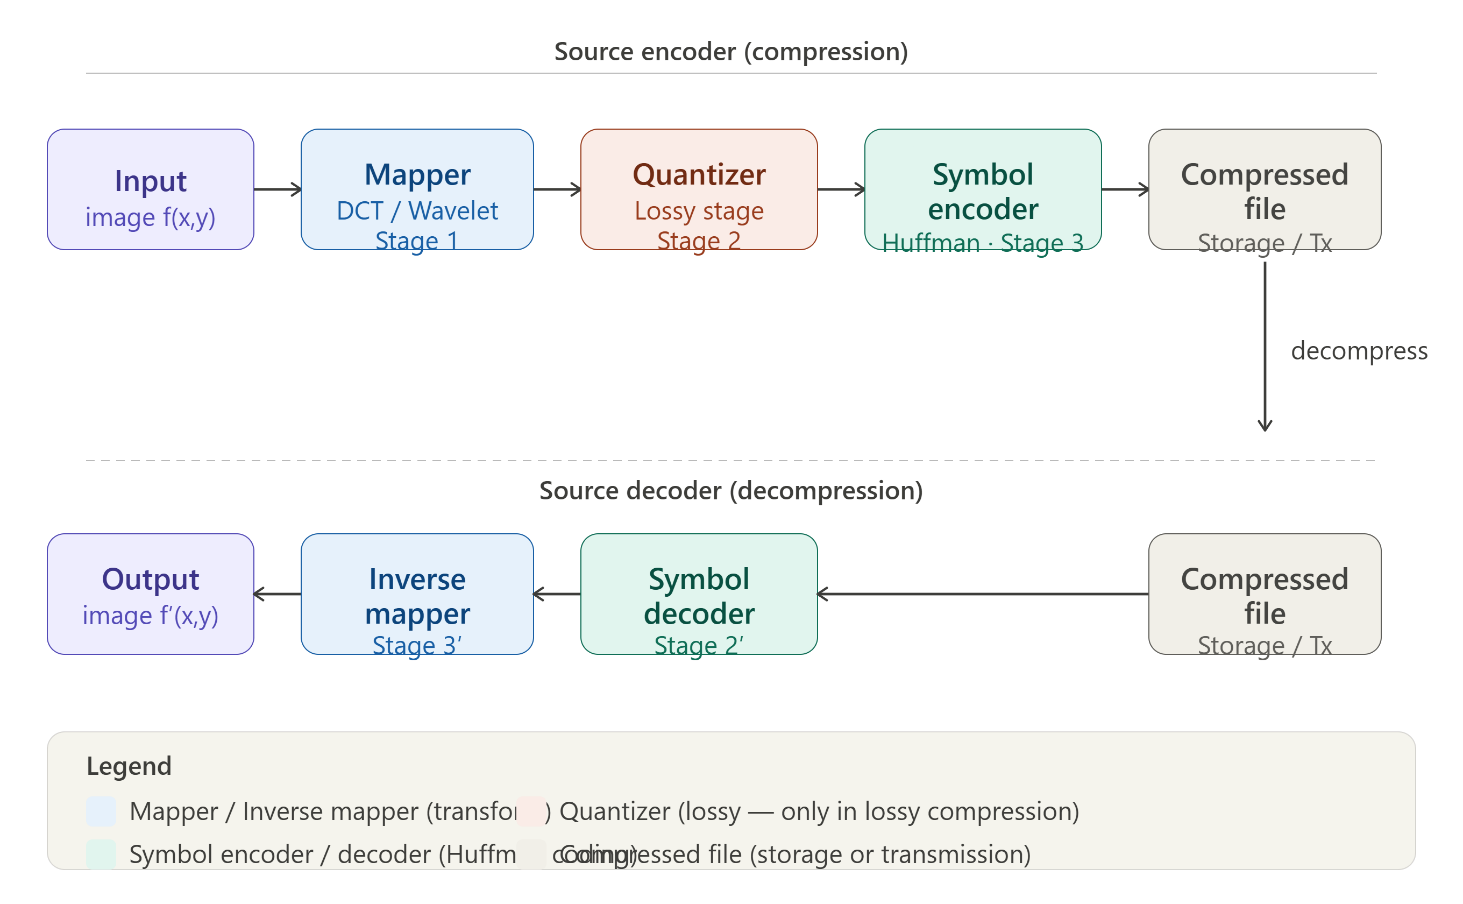 Source encoder (compression)
Input
image f(x,y)
Mapper
DCT / Wavelet
Stage 1
Quantizer
Lossy stage
Stage 2
Symbol
encoder
Huffman · Stage 3
Compressed
file
Storage / Tx
decompress
Source decoder (decompression)
Output
image f′(x,y)
Inverse
mapper
Stage 3′
Symbol
decoder
Stage 2′
Compressed
file
Storage / Tx
Legend
Mapper / Inverse mapper (transfo )
Quantizer (lossy — only in lossy compression)
Symbol encoder / decoder (Huffm coding)
Compressed file (storage or transmission)